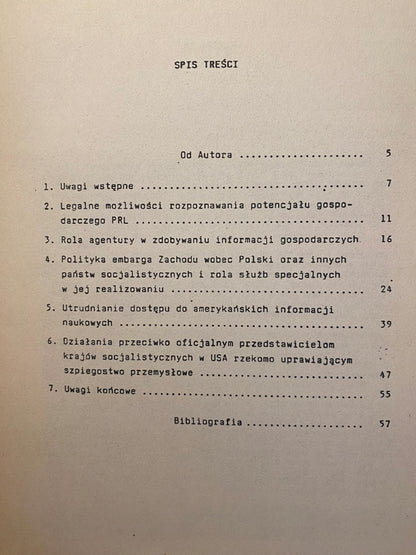 SPIS TREŚCI
Od Autora ..................... 5
1. Uwagi wstępne ..................................... 7
2. Legalne możliwości rozpoznawania potencjału gospo-
darczego PRL ...................................... 11
3. Rola agentury w zdobywaniu informacji gospodarczych. 16
4. Polityka embarga Zachodu wobec Polski oraz innych
państw socjalistycznych i rola służb specjalnych
w jej realizowaniu ................................ 24
5. Utrudnianie dostępu do amerykańskich informacji
naukowych ......................................... 39
6. Działania przeciwko oficjalnym przedstawicielom
krajów socjalistycznych w USA rzekomo uprawiającym
szpiegostwo przemysłowe ........................... 47
7. Uwagi końcowe ..................................... 55
Bibliografia .................... 57